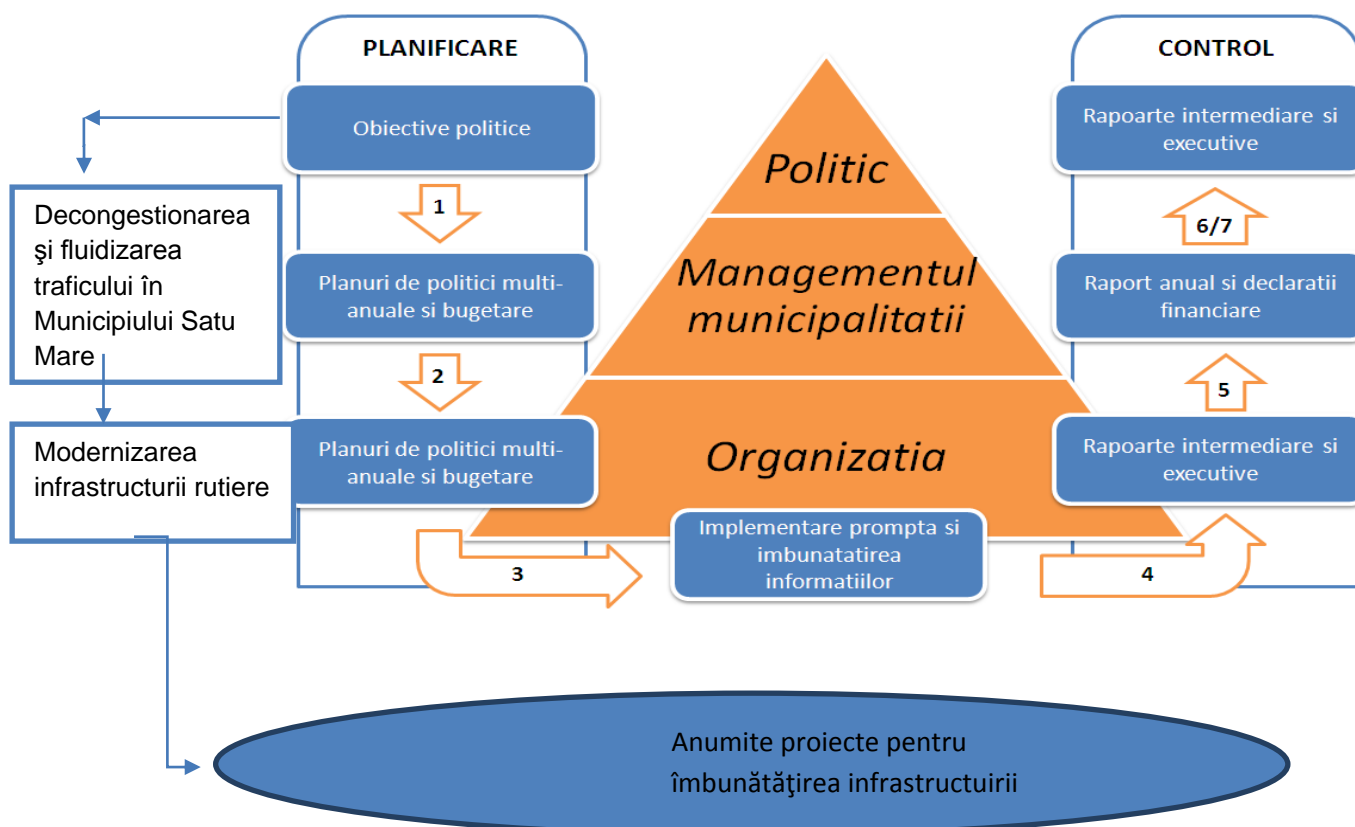 PLANIFICARE
Obiective politice
1
Planuri de politici multi-
anuale si bugetare
2
Planuri de politici multi-
anuale si bugetare
3
Decongestionarea
şi fluidizarea
traficului în
Municipiului Satu
Mare
Modernizarea
infrastructurii rutiere
Politic
Managementul
municipalitatii
Organizatia
Implementare prompta si
imbunatatirea
informatiilor
CONTROL
Rapoarte intermediare si
executive
6/7
Raport anual si declaratii
financiare
5
Rapoarte intermediare si
executive
4
Anumite proiecte pentru
îmbunătăţirea infrastructuirii